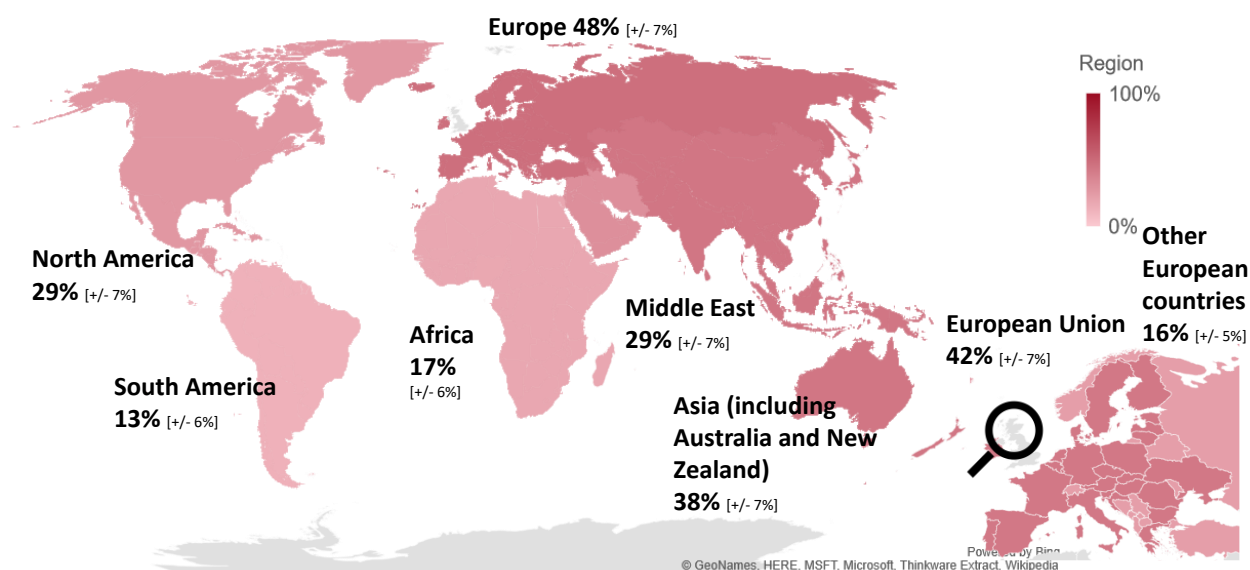 Europe 48% [+/- 7%]
Region
100%
0%
Other
European
countries
16% [+/- 5%]
North America
29% [+/- 7%]
Middle East
29% [+/- 7%]
European Union
42% [+/- 7%]
Africa
17%
[+/- 6%]
South America
13% [+/- 6%]
Asia (including
Australia and New
Zealand)
38% [+/- 7%]
Powered by Bing
© GeoNames, HERE, MSFT, Microsoft, Thinkware Extract, Wikipedia